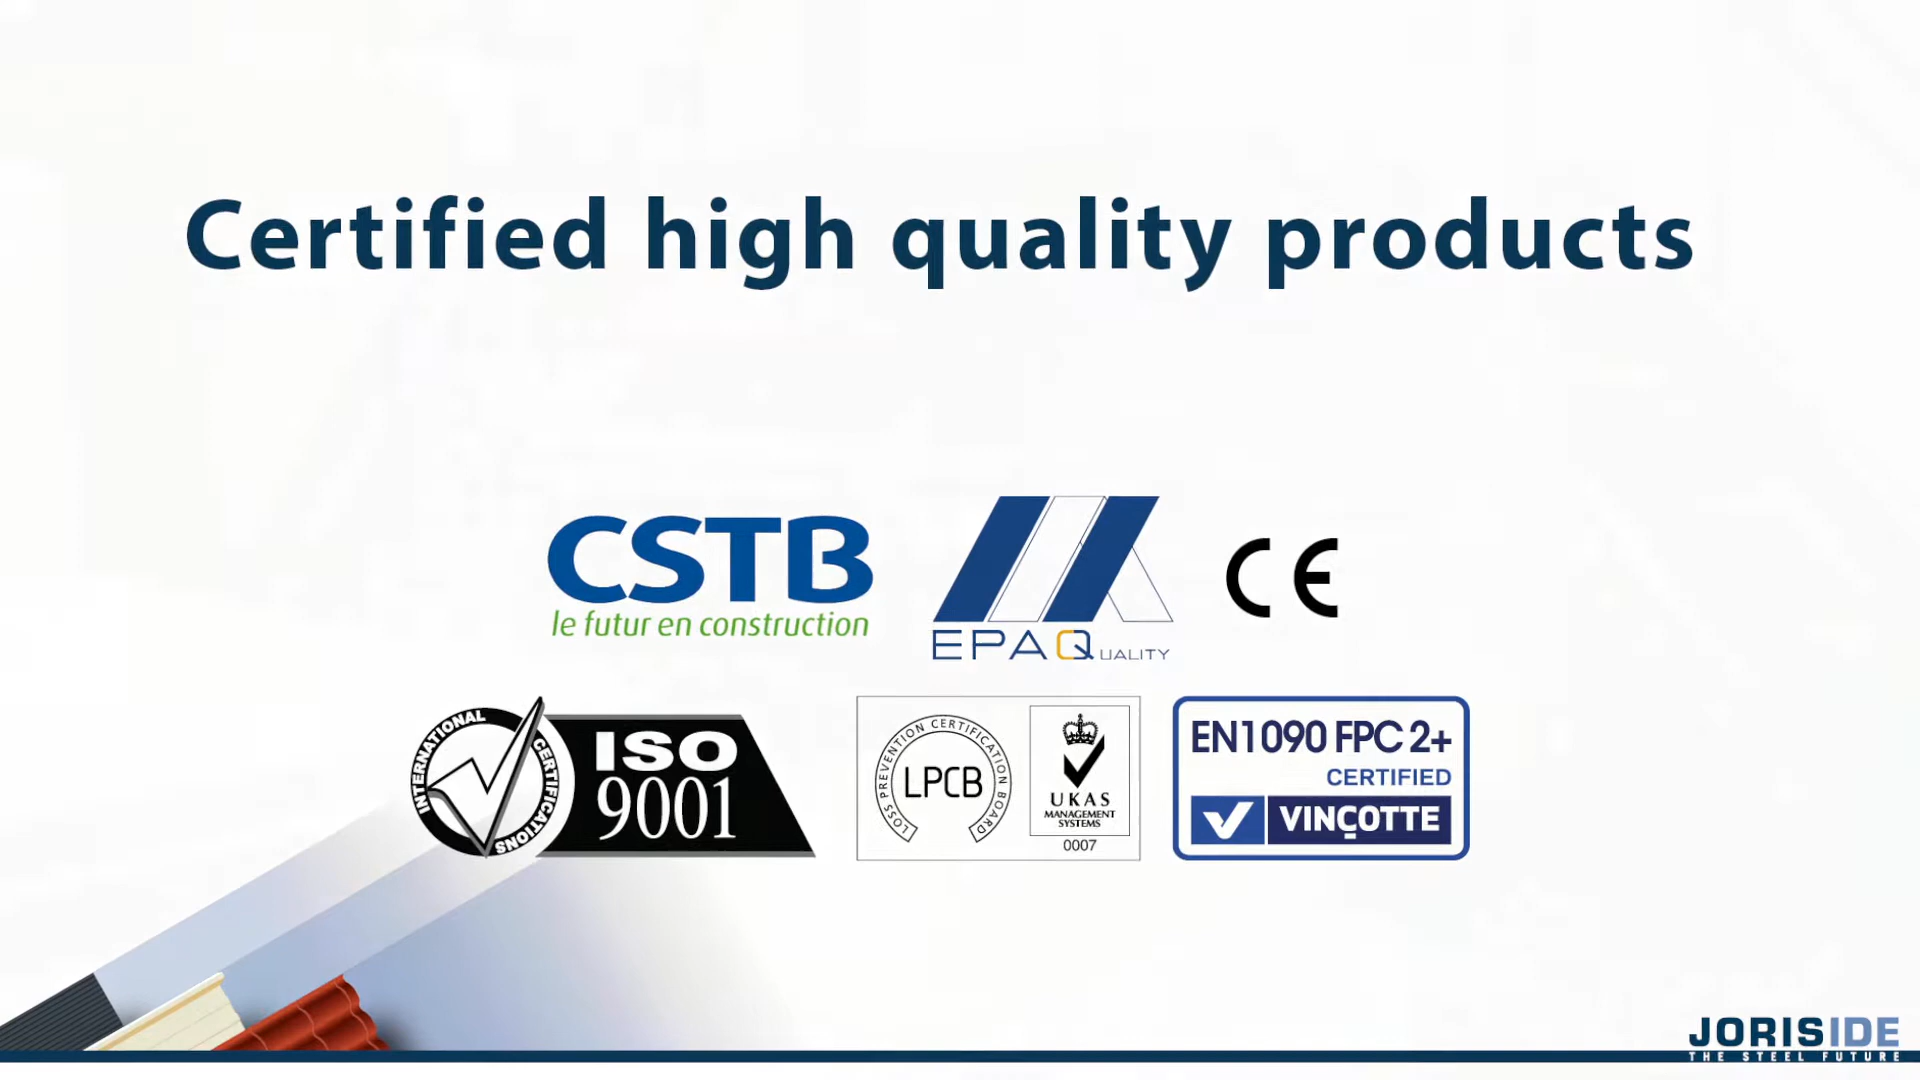 Certified high quality products
CSTB
le futur en construction
EPAQUALITY
CE
INTERNATIONAL CERTIFICATIONS
ISO
9001
LOSS PREVENTION CERTIFICATION BOARD
LPCB
UKAS
MANAGEMENT
SYSTEMS
0007
EN1090 FPC 2+
CERTIFIED
VINÇOTTE
JORISIDE
THE STEEL FUTURE